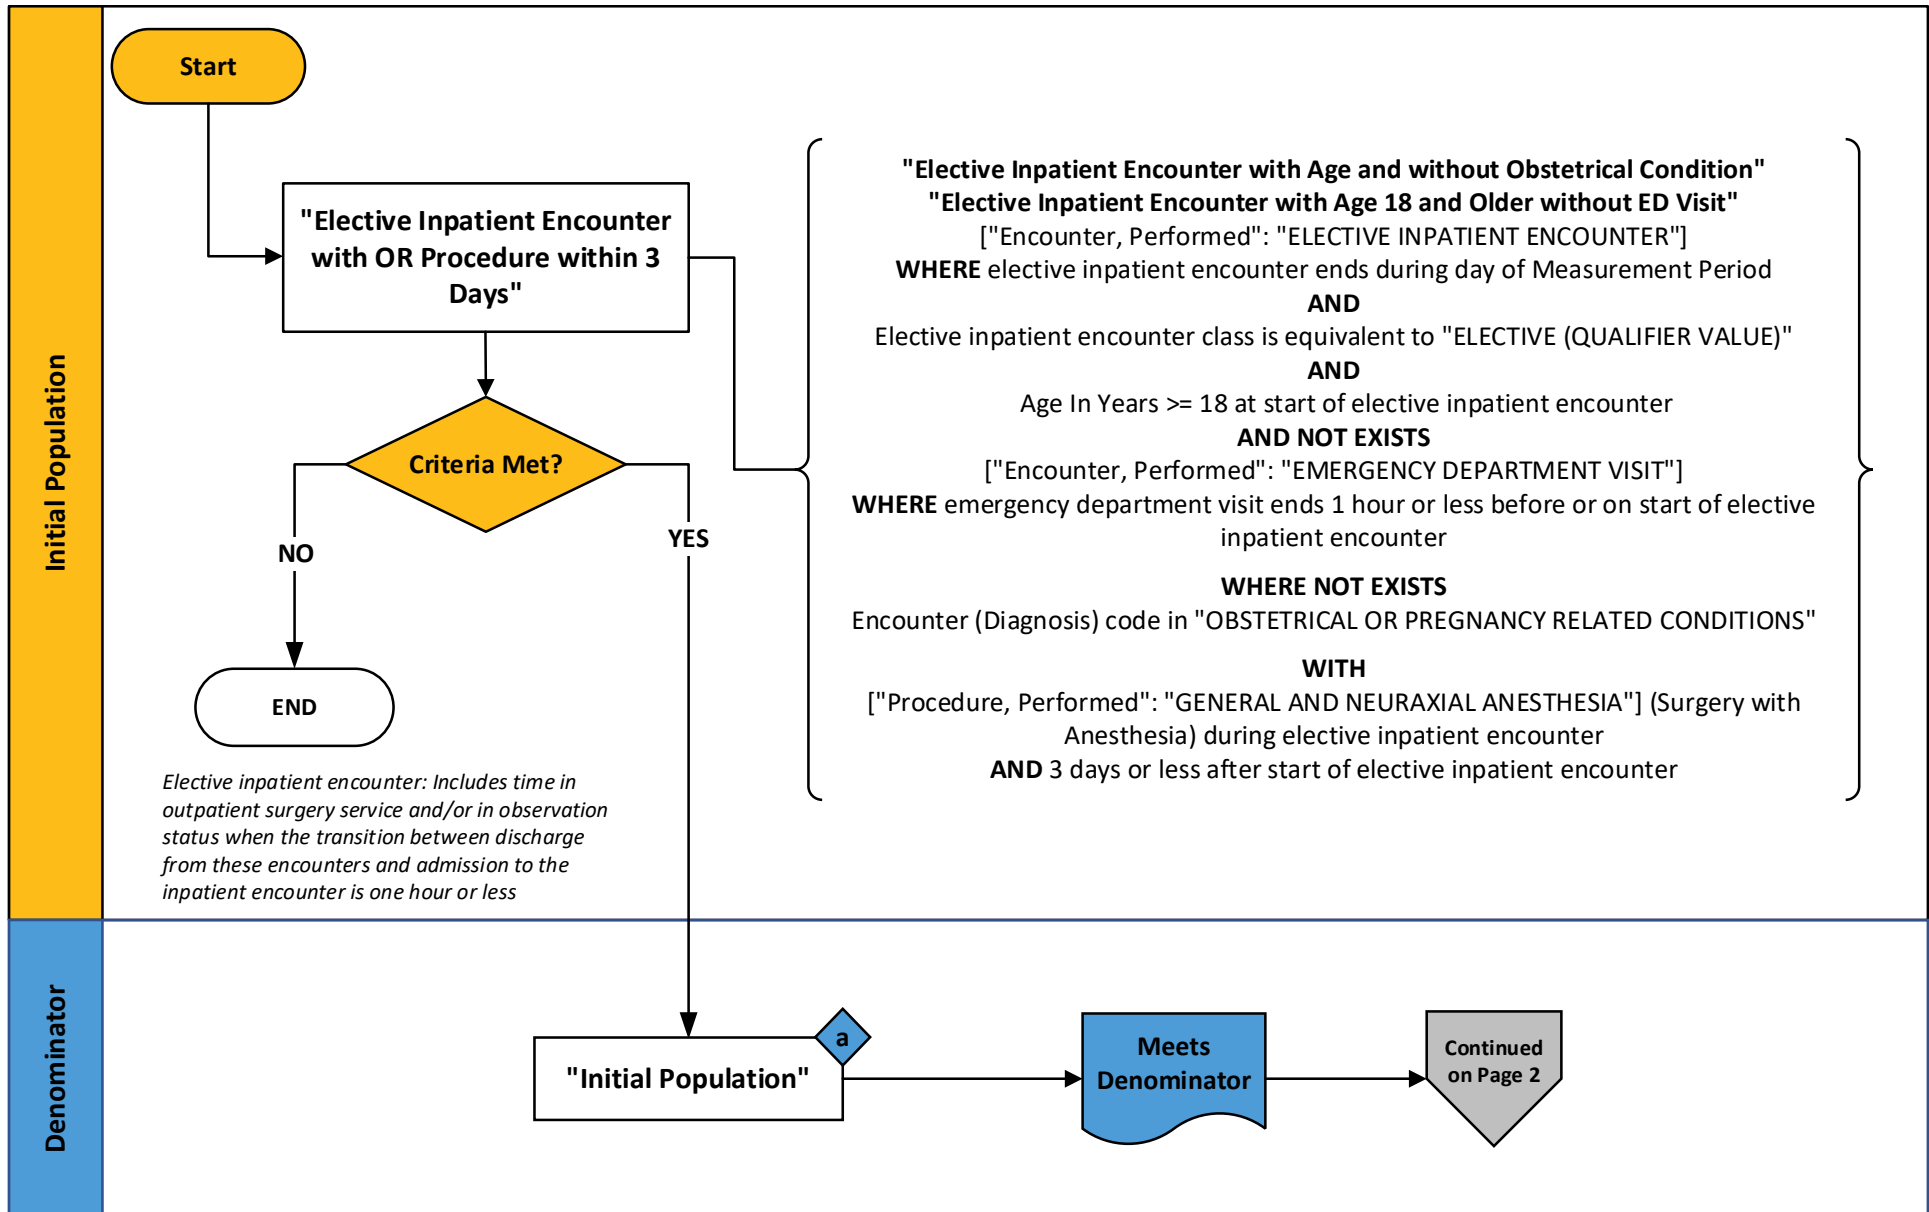 Initial Population
Start
"Elective Inpatient Encounter
with OR Procedure within 3
Days"
Criteria Met?
NO
YES
END
Elective inpatient encounter: Includes time in
outpatient surgery service and/or in observation
status when the transition between discharge
from these encounters and admission to the
inpatient encounter is one hour or less
"Elective Inpatient Encounter with Age and without Obstetrical Condition"
"Elective Inpatient Encounter with Age 18 and Older without ED Visit"
["Encounter, Performed": "ELECTIVE INPATIENT ENCOUNTER"]
WHERE elective inpatient encounter ends during day of Measurement Period
AND
Elective inpatient encounter class is equivalent to "ELECTIVE (QUALIFIER VALUE)"
AND
Age In Years >= 18 at start of elective inpatient encounter
AND NOT EXISTS
["Encounter, Performed": "EMERGENCY DEPARTMENT VISIT"]
WHERE emergency department visit ends 1 hour or less before or on start of elective
inpatient encounter
WHERE NOT EXISTS
Encounter (Diagnosis) code in "OBSTETRICAL OR PREGNANCY RELATED CONDITIONS"
WITH
["Procedure, Performed": "GENERAL AND NEURAXIAL ANESTHESIA"] (Surgery with
Anesthesia) during elective inpatient encounter
AND 3 days or less after start of elective inpatient encounter
Denominator
"Initial Population"
a
Meets
Denominator
Continued
on Page 2